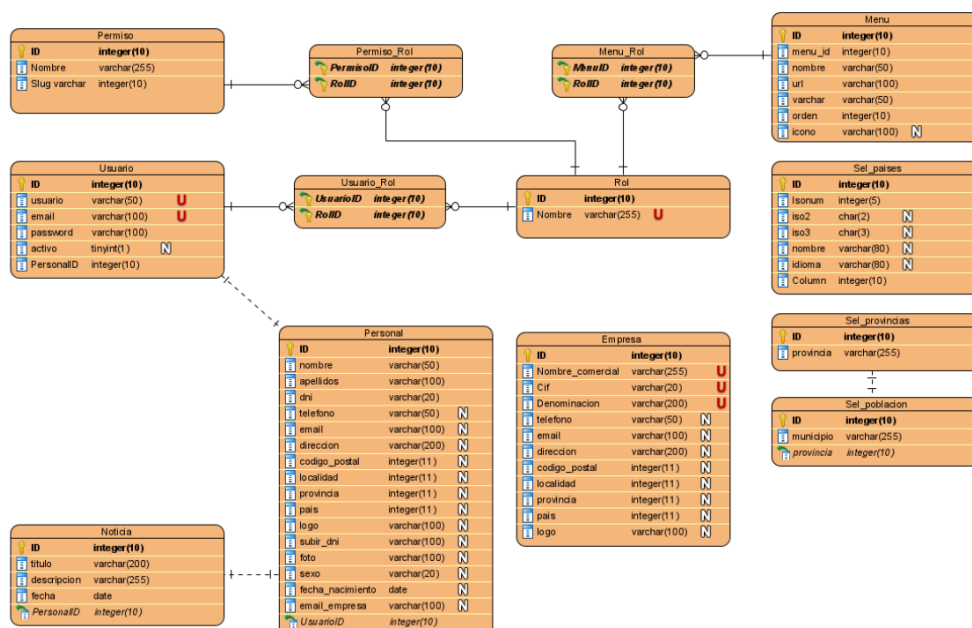 Permiso
ID integer(10)
Nombre varchar(255)
Slug varchar integer(10)
Permiso_Rol
PermisoID integer(10)
RolID integer(10)
Menu_Rol
MenuID integer(10)
RolID integer(10)
Menu
ID integer(10)
menu_id integer(10)
nombre varchar(50)
url varchar(100)
varchar varchar(50)
orden integer(10)
icono varchar(100) N
Usuario
ID integer(10)
usuario varchar(50) U
email varchar(100) U
password varchar(100)
activo tinyint(1) N
PersonalID integer(10)
Usuario_Rol
UsuarioID integer(10)
RolID integer(10)
Rol
ID integer(10)
Nombre varchar(255) U
Sel_paises
ID integer(10)
Isonum integer(5)
iso2 char(2) N
iso3 char(3) N
nombre varchar(80) N
idioma varchar(80) N
Column integer(10)
Personal
ID integer(10)
nombre varchar(50)
apellidos varchar(100)
dni varchar(20)
telefono varchar(50) N
email varchar(100) N
direccion varchar(200) N
codigo_postal integer(11) N
localidad integer(11) N
provincia integer(11) N
pais integer(11) N
logo varchar(100) N
subir_dni varchar(100) N
foto varchar(100) N
sexo varchar(20) N
fecha_nacimiento date N
email_empresa varchar(100) N
UsuarioID integer(10)
Empresa
ID integer(10)
Nombre_comercial varchar(255) U
Cif varchar(20) U
Denominacion varchar(200) U
telefono varchar(50) N
email varchar(100) N
direccion varchar(200) N
codigo_postal integer(11) N
localidad integer(11) N
provincia integer(11) N
pais integer(11) N
logo varchar(100) N
Sel_provincias
ID integer(10)
provincia varchar(255)
Sel_poblacion
ID integer(10)
municipio varchar(255)
provincia integer(10)
Noticia
ID integer(10)
titulo varchar(200)
descripcion varchar(255)
fecha date
PersonalID integer(10)